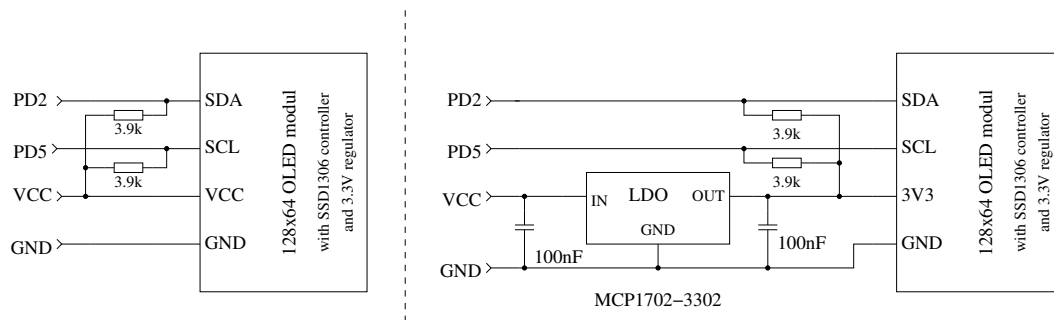 PD2
SDA
3.9k
PD5
SCL
3.9k
VCC
VCC
GND
GND
128x64 OLED modul
with SSD1306 controller
and 3.3V regulator
PD2
SDA
3.9k
PD5
SCL
3.9k
VCC
IN
LDO
OUT
GND
3V3
100nF
100nF
GND
GND
MCP1702-3302
128x64 OLED modul
with SSD1306 controller
and 3.3V regulator